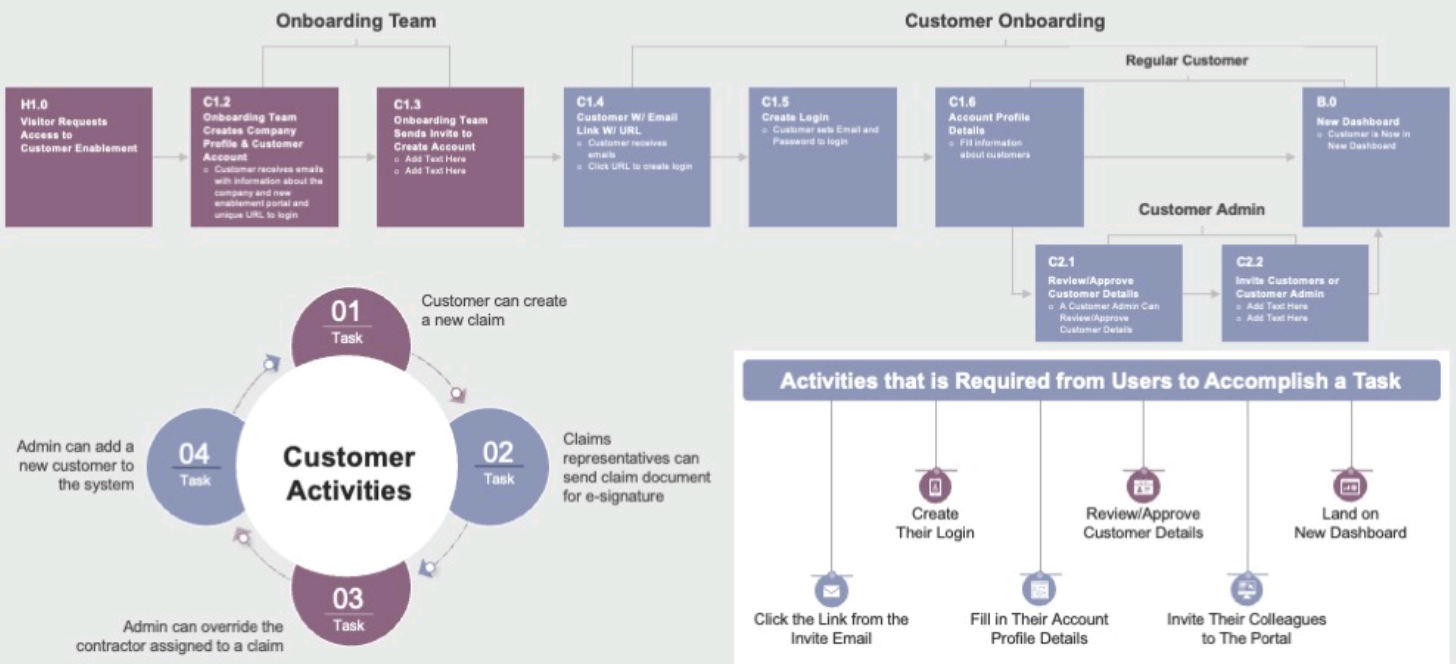 Onboarding Team
Customer Onboarding
Regular Customer
H1.0
Visitor Requests
Access to
Customer Enablement
C1.2
Onboarding Team
Creates Company
Profile & Customer
Account
Customer receives emails
with information about the
company and new
enablement portal and
unique URL to login
C1.3
Onboarding Team
Sends Invite to
Create Account
Add Text Here
Add Text Here
C1.4
Customer W/ Email
Link W/ URL
Customer receives
emails
Click URL to create login
C1.5
Create Login
Customer sets Email and
Password to login
C1.6
Account Profile
Details
Fill information
about customers
B.0
New Dashboard
Customer is Now in
New Dashboard
Customer Admin
C2.1
Review/Approve
Customer Details
A Customer Admin Can
Review/Approve
Customer Details
C2.2
Invite Customers or
Customer Admin
Add Text Here
Add Text Here
Customer Activities
01
Task
Customer can create
a new claim
02
Task
Claims
representatives can
send claim document
for e-signature
03
Task
Admin can override the
contractor assigned to a claim
04
Task
Admin can add a
new customer to
the system
Activities that is Required from Users to Accomplish a Task
Click the Link from the
Invite Email
Create
Their Login
Fill in Their Account
Profile Details
Review/Approve
Customer Details
Invite Their Colleagues
to The Portal
Land on
New Dashboard